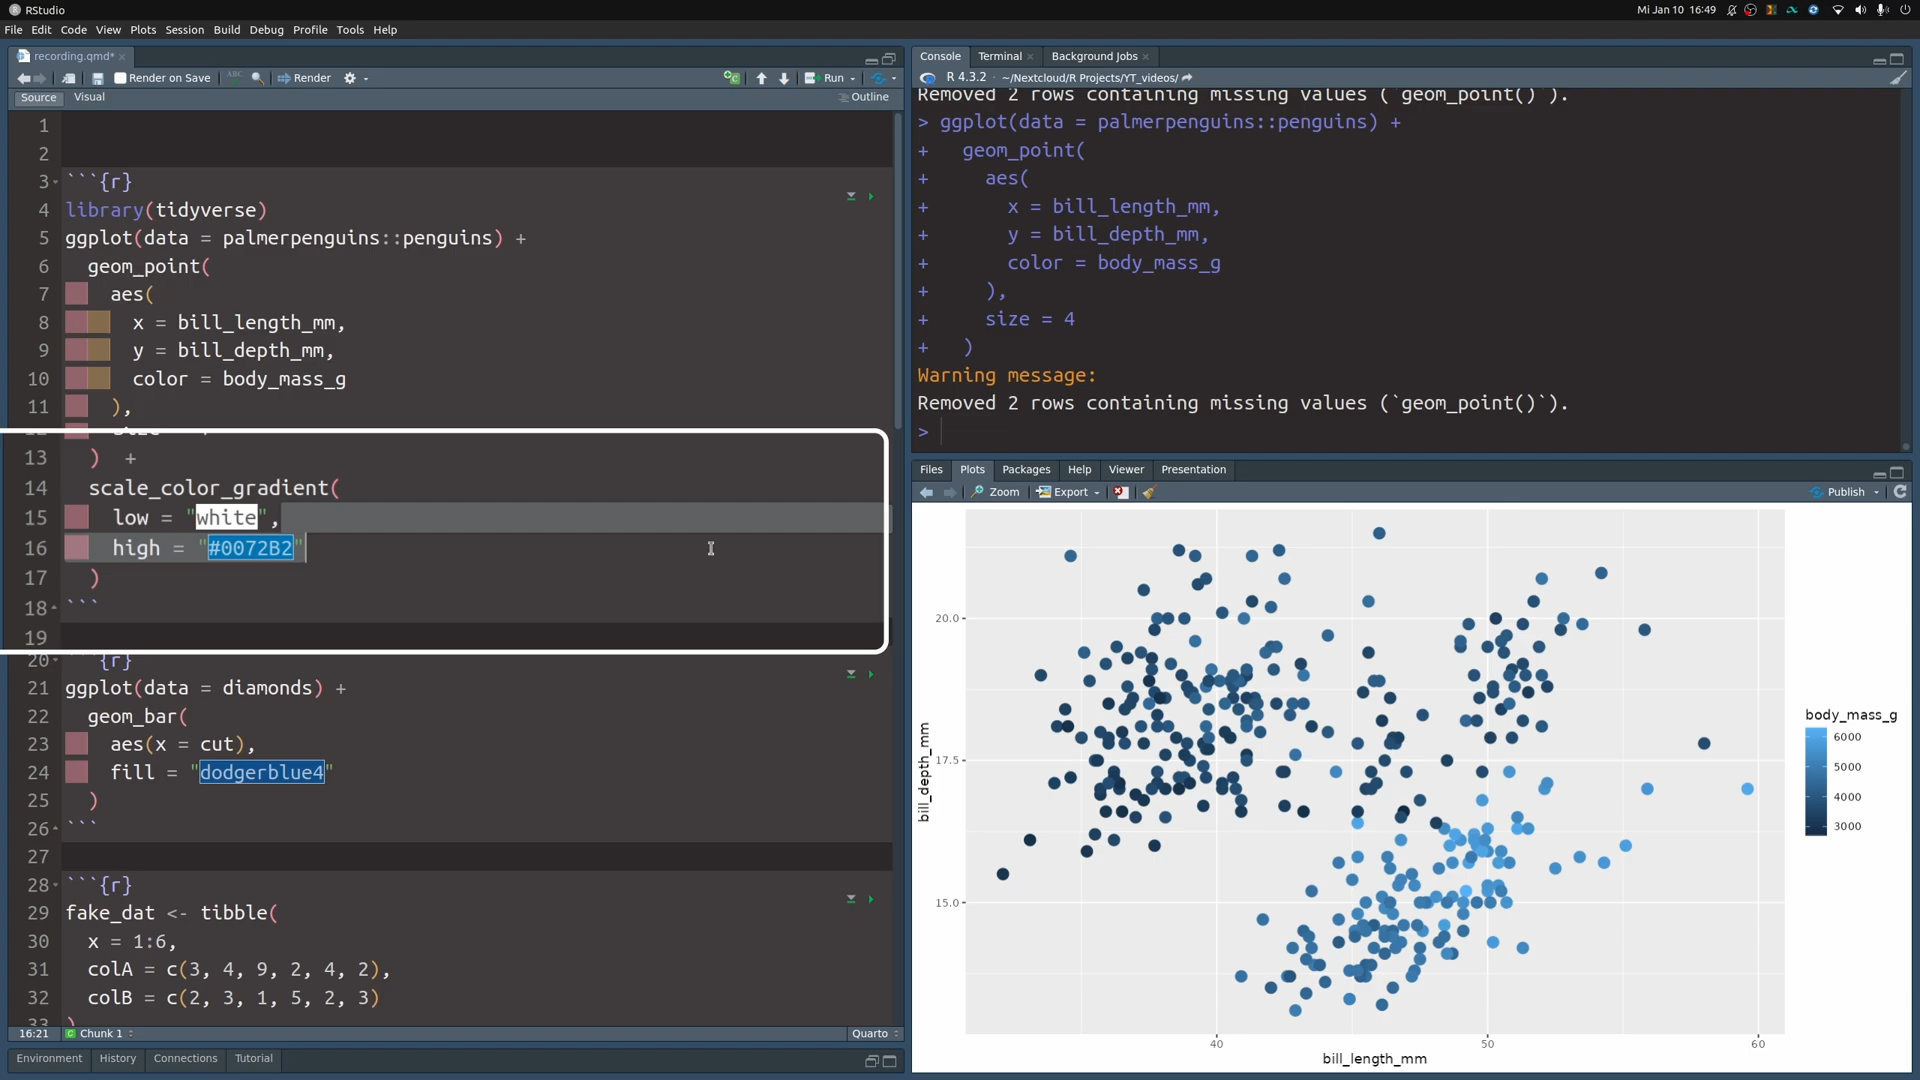 RStudio
Mi Jan 10 16:49
File Edit Code View Plots Session Build Debug Profile Tools Help
recording.qmd*
Render on Save
ABC
Render
Run
Source Visual
Outline
1
2
3 ```{r}
4 library(tidyverse)
5 ggplot(data = palmerpenguins::penguins) +
6 geom_point(
7 aes(
8 x = bill_length_mm,
9 y = bill_depth_mm,
10 color = body_mass_g
11 ),
13 ) +
14 scale_color_gradient(
15 low = "white",
16 high = "#0072B2"
17 )
18 ```
19
20 ```{r}
21 ggplot(data = diamonds) +
22 geom_bar(
23 aes(x = cut),
24 fill = "dodgerblue4"
25 )
26 ```
27
28 ```{r}
29 fake_dat <- tibble(
30 x = 1:6,
31 colA = c(3, 4, 9, 2, 4, 2),
32 colB = c(2, 3, 1, 5, 2, 3)
33 )
16:21 Chunk 1
Quarto
Environment History Connections Tutorial
Console Terminal Background Jobs
R 4.3.2 · ~/Nextcloud/R Projects/YT_videos/
Removed 2 rows containing missing values (`geom_point()`).
> ggplot(data = palmerpenguins::penguins) +
+ geom_point(
+ aes(
+ x = bill_length_mm,
+ y = bill_depth_mm,
+ color = body_mass_g
+ ),
+ size = 4
+ )
Warning message:
Removed 2 rows containing missing values (`geom_point()`).
>
Files Plots Packages Help Viewer Presentation
Zoom Export
Publish
bill_depth_mm
20.0
17.5
15.0
40 50 60
bill_length_mm
body_mass_g
6000
5000
4000
3000